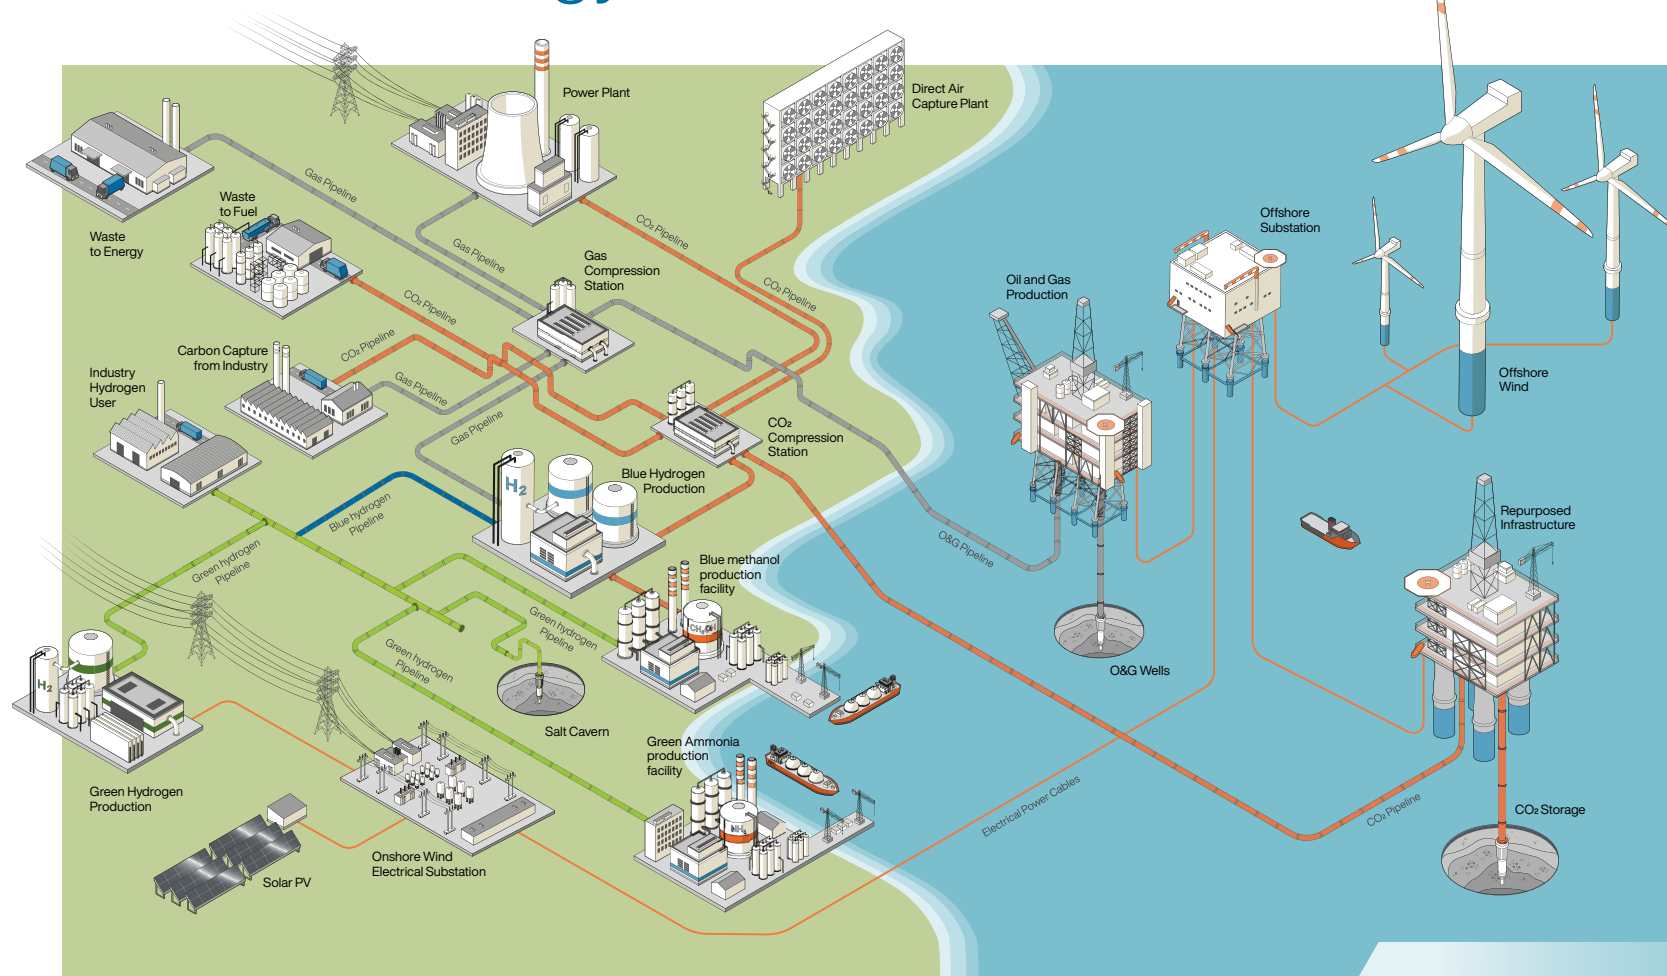 gy
Power Plant
Direct Air
Capture Plant
Gas Pipeline
Waste
to Fuel
CO₂ Pipeline
Waste
to Energy
Gas Pipeline
Gas
Compression
Station
Offshore
Substation
Oil and Gas
Production
CO₂ Pipeline
CO₂ Pipeline
CO₂ Pipeline
Carbon Capture
from Industry
Industry
Hydrogen
User
Gas Pipeline
Offshore
Wind
Gas Pipeline
CO₂
Compression
Station
Blue Hydrogen
Production
H2
Blue hydrogen
Pipeline
Repurposed
Infrastructure
O&G Pipeline
Green hydrogen
Pipeline
Blue methanol
production
facility
CH₃OH
Green hydrogen
Pipeline
Green hydrogen
Pipeline
O&G Wells
H2
Salt Cavern
Green Ammonia
production
facility
NH₃
Green Hydrogen
Production
Electrical Power Cables
CO₂ Pipeline
CO₂ Storage
Onshore Wind
Electrical Substation
Solar PV